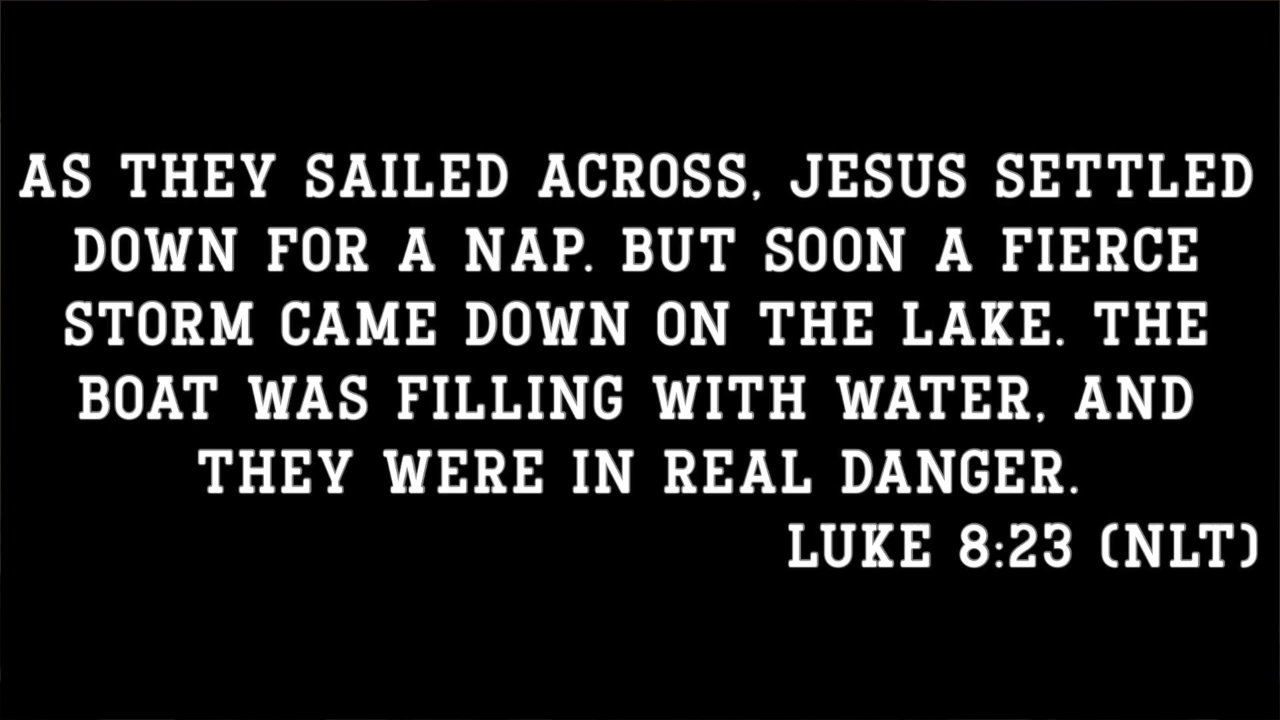 AS THEY SAILED ACROSS, JESUS SETTLED
DOWN FOR A NAP. BUT SOON A FIERCE
STORM CAME DOWN ON THE LAKE. THE
BOAT WAS FILLING WITH WATER, AND
THEY WERE IN REAL DANGER.
LUKE 8:23 (NLT)